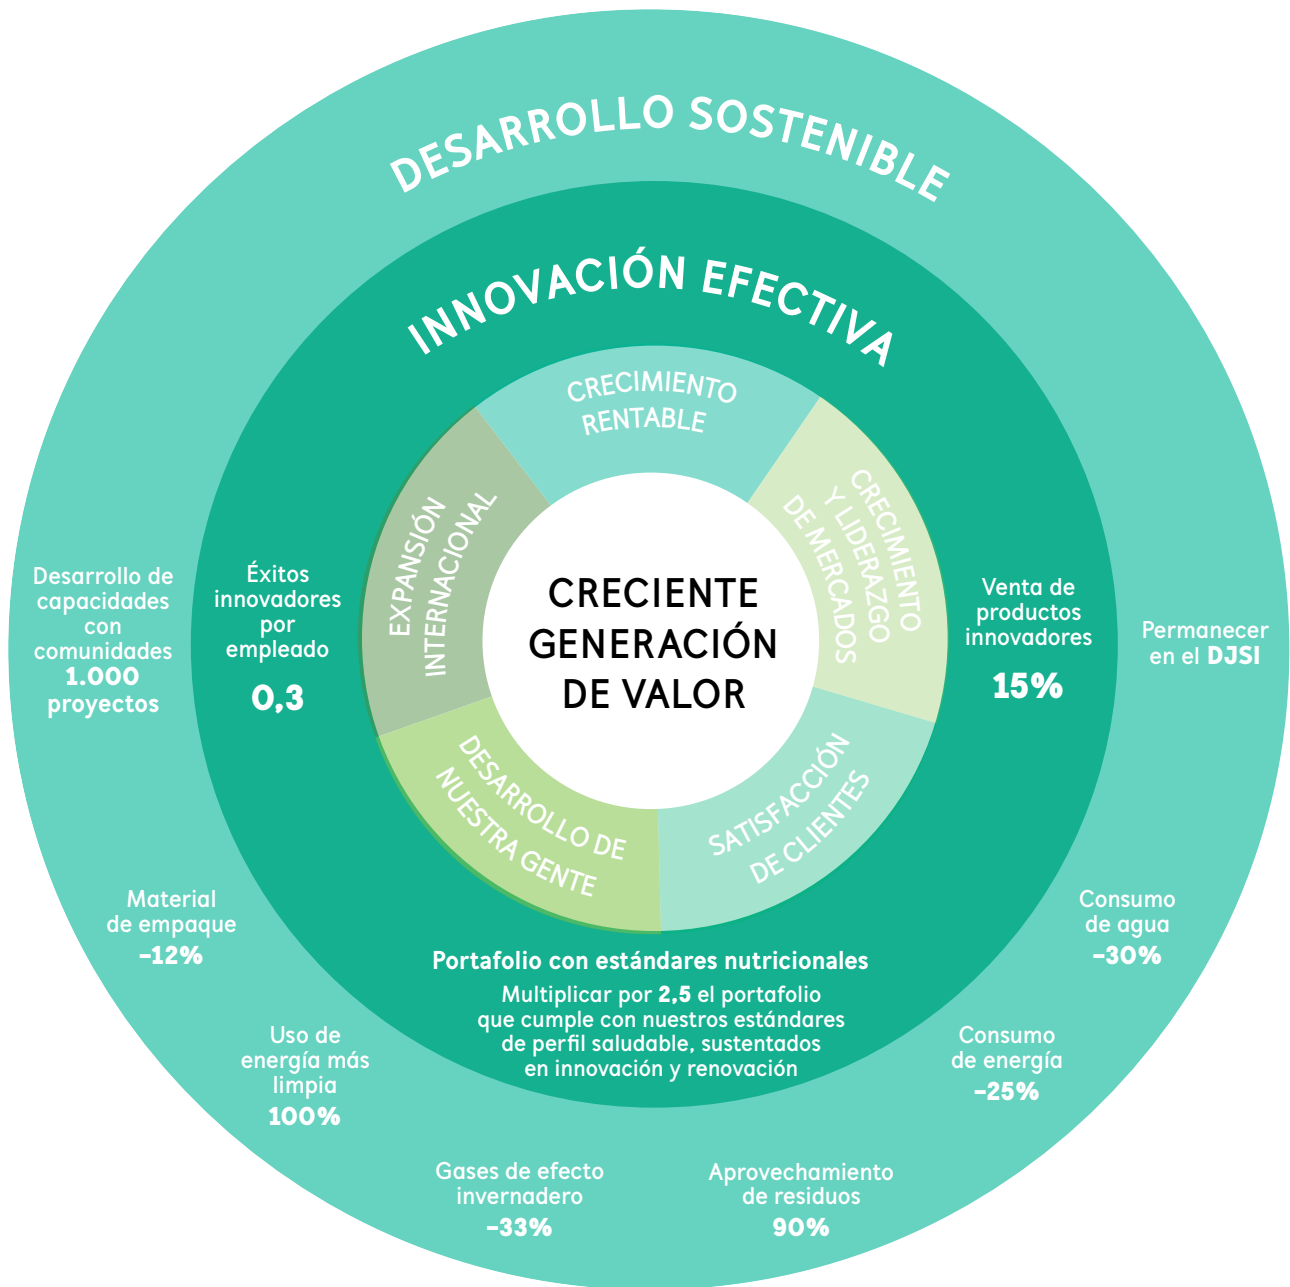 DESARROLLO SOSTENIBLE
INNOVACIÓN EFECTIVA
CRECIMIENTO
RENTABLE
CRECIMIENTO
Y LIDERAZGO
DE MERCADOS
SATISFACCIÓN
DE CLIENTES
DESARROLLO DE
NUESTRA GENTE
EXPANSIÓN
INTERNACIONAL
CRECIENTE
GENERACIÓN
DE VALOR
Desarrollo de
capacidades
con
comunidades
1.000
proyectos
Éxitos
innovadores
por
empleado
0,3
Venta de
productos
innovadores
15%
Permanecer
en el DJSI
Material
de empaque
-12%
Consumo
de agua
-30%
Portafolio con estándares nutricionales
Multiplicar por 2,5 el portafolio
que cumple con nuestros estándares
de perfil saludable, sustentados
en innovación y renovación
Uso de
energía más
limpia
100%
Consumo
de energía
-25%
Gases de efecto
invernadero
-33%
Aprovechamiento
de residuos
90%